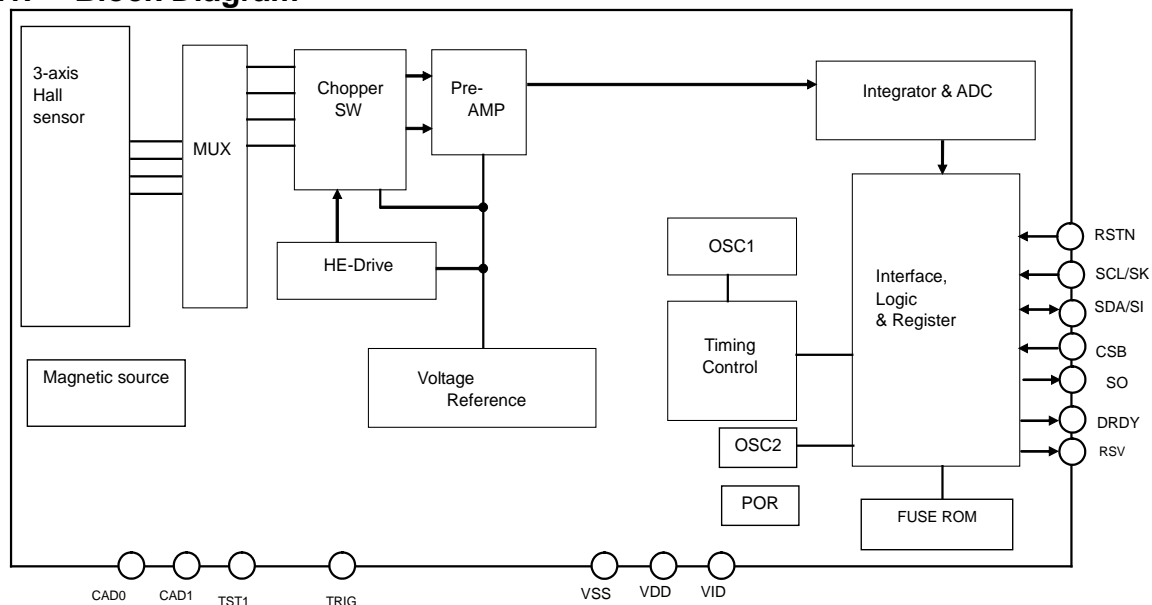 Block Diagram
3-axis
Hall
sensor
MUX
Chopper
SW
Pre-
AMP
Integrator & ADC
HE-Drive
OSC1
Interface,
Logic
& Register
Timing
Control
Magnetic source
Voltage
Reference
OSC2
POR
FUSE ROM
RSTN
SCL/SK
SDA/SI
CSB
SO
DRDY
RSV
CAD0
CAD1
TST1
TRIG
VSS
VDD
VID